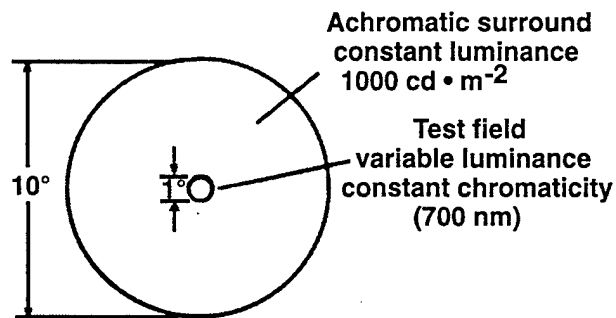 Achromatic surround
constant luminance
1000 cd • m⁻²
Test field
variable luminance
constant chromaticity
(700 nm)
10°
1°